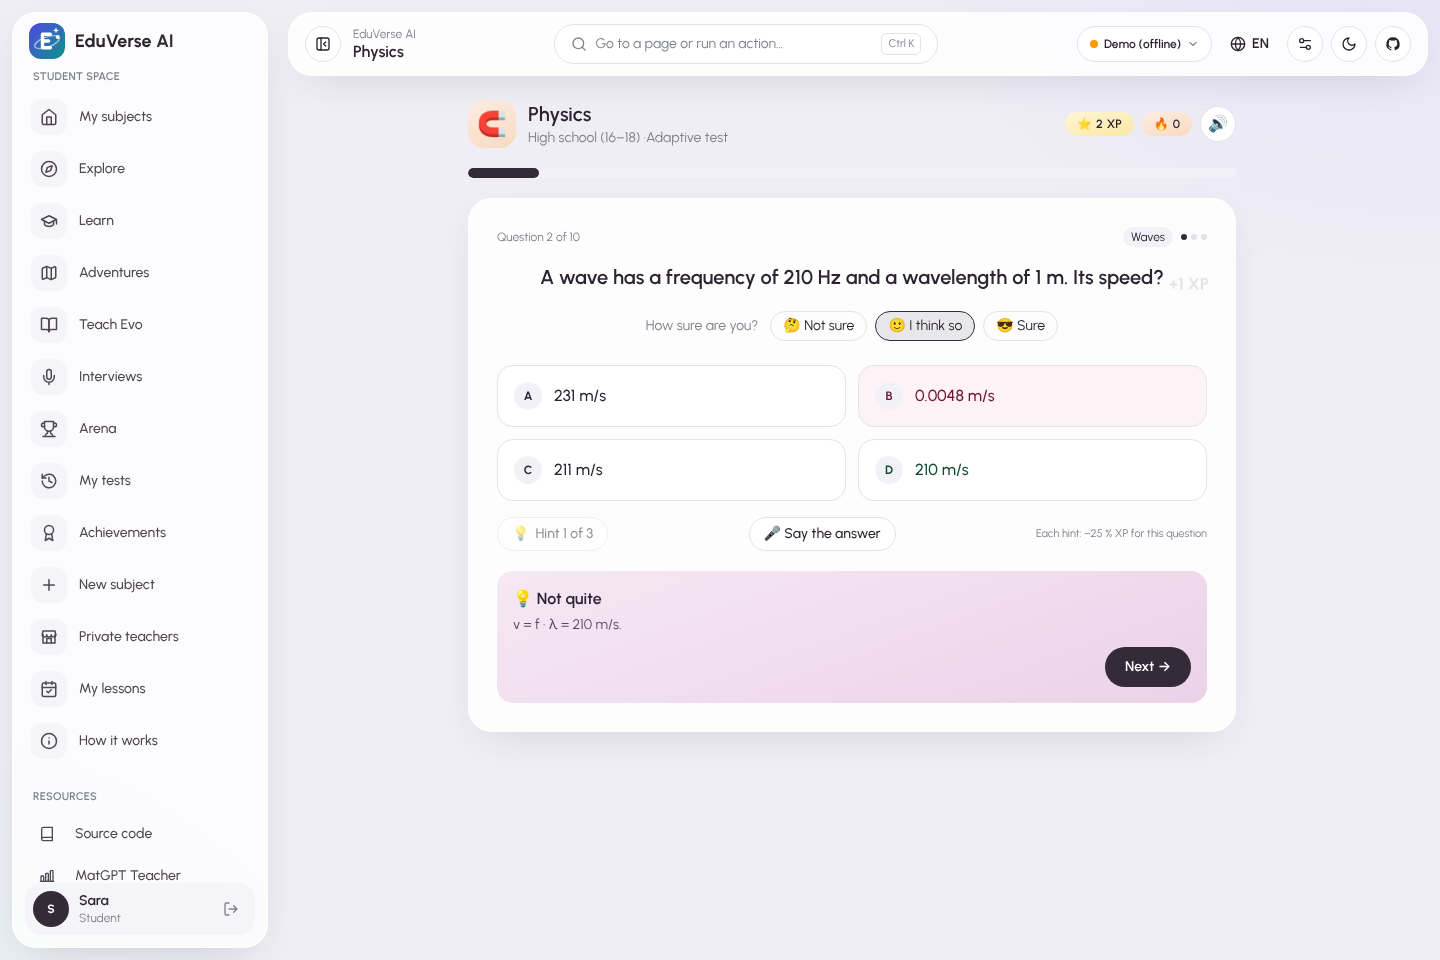 EduVerse AI
STUDENT SPACE
My subjects
Explore
Learn
Adventures
Teach Evo
Interviews
Arena
My tests
Achievements
New subject
Private teachers
My lessons
How it works
RESOURCES
Source code
MatGPT Teacher
S
Sara
Student
EduVerse AI
Physics
Go to a page or run an action...
Ctrl K
Demo (offline)
EN
Physics
High school (16–18) · Adaptive test
⭐ 2 XP
🔥 0
Question 2 of 10
Waves
A wave has a frequency of 210 Hz and a wavelength of 1 m. Its speed?
+1 XP
How sure are you?
🤔 Not sure
🙂 I think so
😎 Sure
A 231 m/s
B 0.0048 m/s
C 211 m/s
D 210 m/s
💡 Hint 1 of 3
🎤 Say the answer
Each hint: −25 % XP for this question
💡 Not quite
v = f · λ = 210 m/s.
Next →